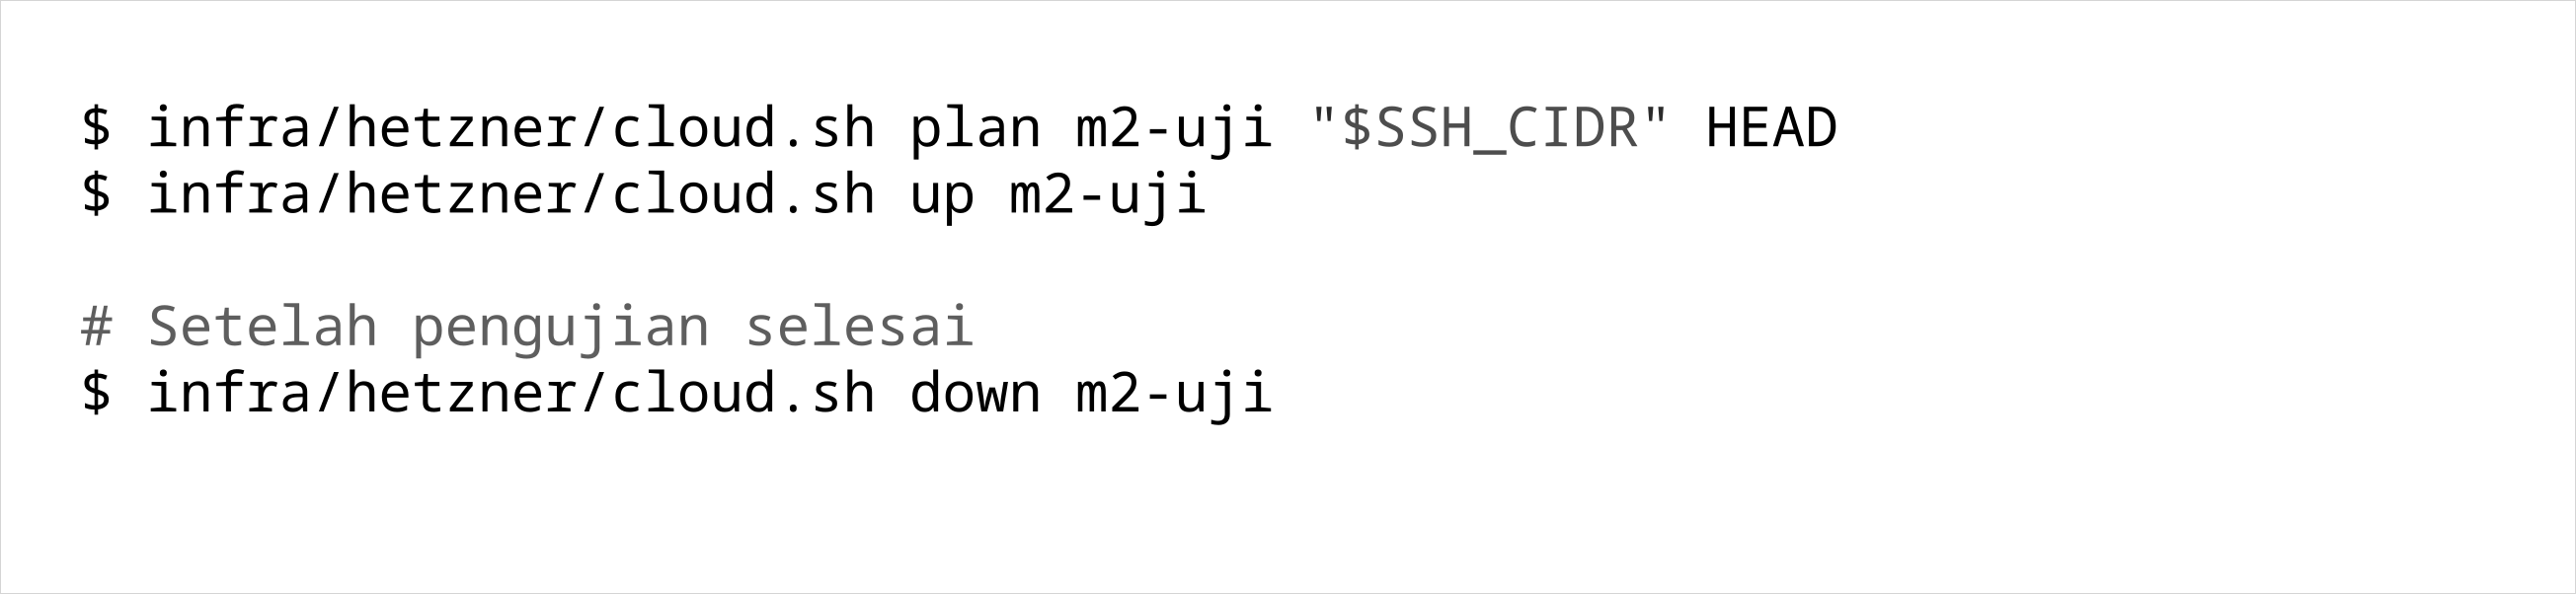 $ infra/hetzner/cloud.sh plan m2-uji "$SSH_CIDR" HEAD
$ infra/hetzner/cloud.sh up m2-uji
# Setelah pengujian selesai
$ infra/hetzner/cloud.sh down m2-uji